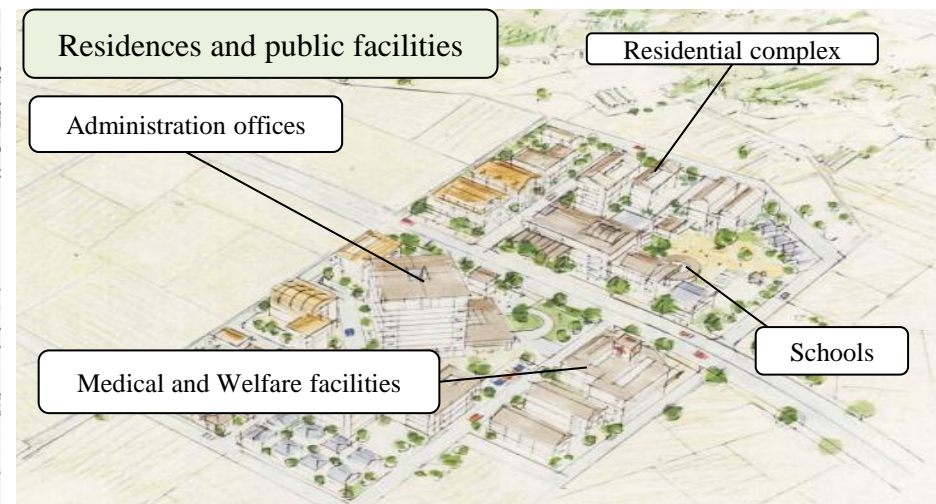 Residences and public facilities
Residential complex
Administration offices
Schools
Medical and Welfare facilities